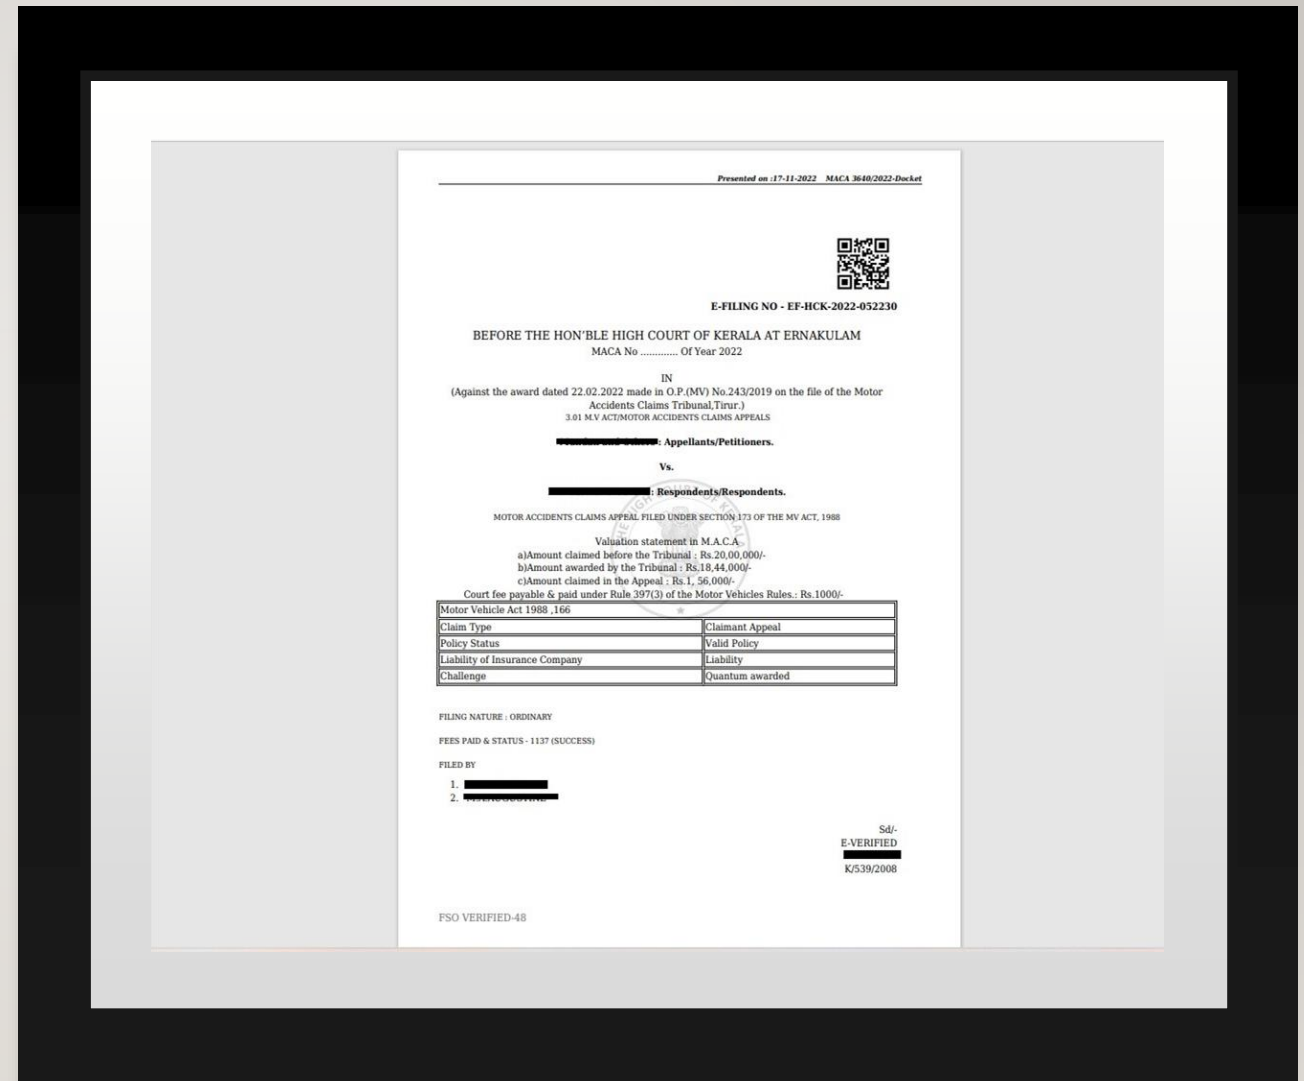 Presented on :17-11-2022 MACA 3640/2022-Docket
E-FILING NO - EF-HCK-2022-052230
BEFORE THE HON'BLE HIGH COURT OF KERALA AT ERNAKULAM
MACA No ............. Of Year 2022
IN
(Against the award dated 22.02.2022 made in O.P.(MV) No.243/2019 on the file of the Motor
Accidents Claims Tribunal,Tirur.)
3.01 M.V ACT/MOTOR ACCIDENTS CLAIMS APPEALS
: Appellants/Petitioners.
Vs.
: Respondents/Respondents.
THE HIGH COURT OF KERALA
MOTOR ACCIDENTS CLAIMS APPEAL FILED UNDER SECTION 173 OF THE MV ACT, 1988
Valuation statement in M.A.C.A
a)Amount claimed before the Tribunal : Rs.20,00,000/-
b)Amount awarded by the Tribunal : Rs.18,44,000/-
c)Amount claimed in the Appeal : Rs.1, 56,000/-
Court fee payable & paid under Rule 397(3) of the Motor Vehicles Rules.: Rs.1000/-
Motor Vehicle Act 1988 ,166
Claim Type Claimant Appeal
Policy Status Valid Policy
Liability of Insurance Company Liability
Challenge Quantum awarded
FILING NATURE : ORDINARY
FEES PAID & STATUS - 1137 (SUCCESS)
FILED BY
1.
2.
Sd/-
E-VERIFIED
K/539/2008
FSO VERIFIED-48